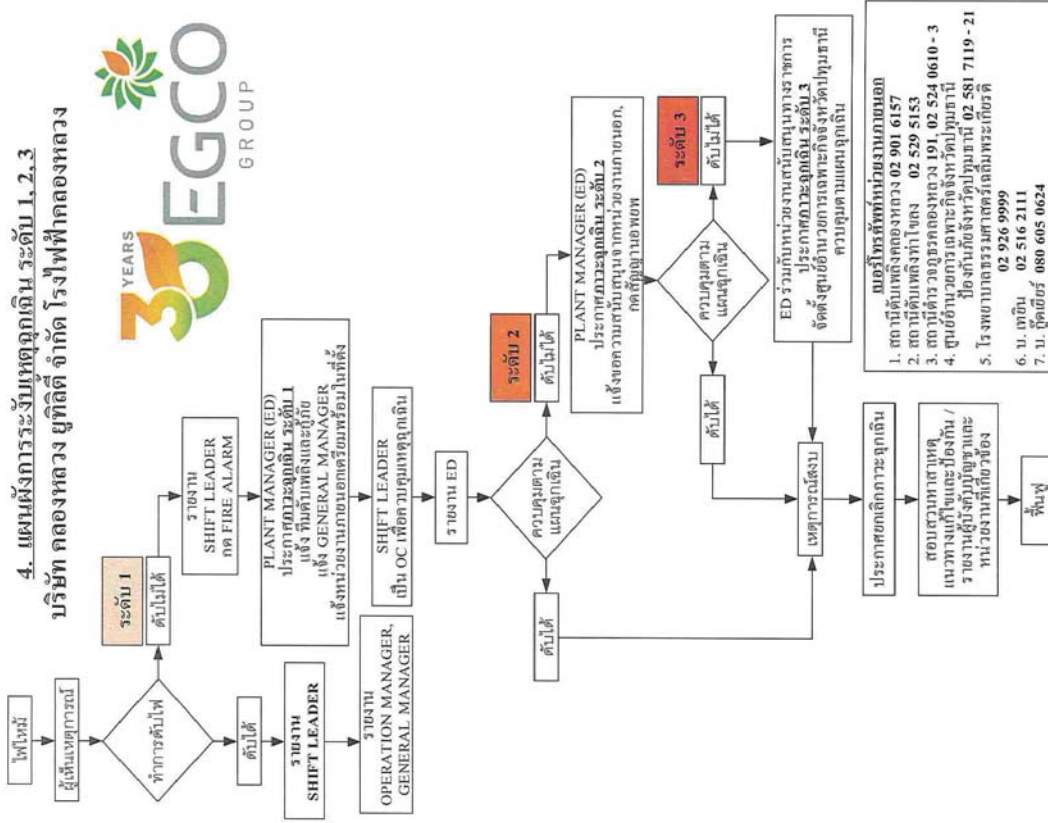 4. แผนผังการระงับเหตุฉุกเฉิน ระดับ 1, 2, 3
บริษัท คลองหลวง ยูทิลิตี้ จำกัด โรงไฟฟ้าคลองหลวง
30 YEARS
EGCO
GROUP
ไฟไหม้
ผู้เห็นเหตุการณ์
ทำการดับไฟ
ดับได้
รายงาน
SHIFT LEADER
รายงาน
OPERATION MANAGER,
GENERAL MANAGER
ระดับ 1
ดับไม่ได้
รายงาน
SHIFT LEADER
กด FIRE ALARM
PLANT MANAGER (ED)
ประกาศภาวะฉุกเฉิน ระดับ 1
แจ้ง ทีมดับเพลิงและกู้ภัย
แจ้ง GENERAL MANAGER
แจ้งหน่วยงานภายนอกเตรียมพร้อมในที่ตั้ง
SHIFT LEADER
เป็น OC เพื่อควบคุมเหตุฉุกเฉิน
รายงาน ED
ควบคุมตาม
แผนฉุกเฉิน
ดับได้
ระดับ 2
ดับไม่ได้
PLANT MANAGER (ED)
ประกาศภาวะฉุกเฉิน ระดับ 2
แจ้งขอความสนับสนุนจากหน่วยงานภายนอก,
กดสัญญาณอพยพ
ควบคุมตาม
แผนฉุกเฉิน
ดับได้
ระดับ 3
ดับไม่ได้
ED ร่วมกับหน่วยงานสนับสนุนทางราชการ
ประกาศภาวะฉุกเฉิน ระดับ 3
จัดตั้งศูนย์อำนวยการเฉพาะกิจจังหวัดปทุมธานี
ควบคุมตามแผนฉุกเฉิน
เหตุการณ์สงบ
ประกาศยกเลิกภาวะฉุกเฉิน
สอบสวนหาสาเหตุ
แนวทางแก้ไขและป้องกัน /
รายงานผู้บังคับบัญชาและ
หน่วยงานที่เกี่ยวข้อง
ฟื้นฟู
เบอร์โทรศัพท์หน่วยงานภายนอก
1. สถานีดับเพลิงคลองหลวง 02 901 6157
2. สถานีดับเพลิงท่าโขลง 02 529 5153
3. สถานีตำรวจภูธรคลองหลวง 191, 02 524 0610 - 3
4. ศูนย์อำนวยการเฉพาะกิจจังหวัดปทุมธานี
ป้องกันภัยจังหวัดปทุมธานี 02 581 7119 - 21
5. โรงพยาบาลธรรมศาสตร์เฉลิมพระเกียรติ
02 926 9999
6. บ. เทยิน 02 516 2111
7. บ. กู๊ดเยียร์ 080 605 0624